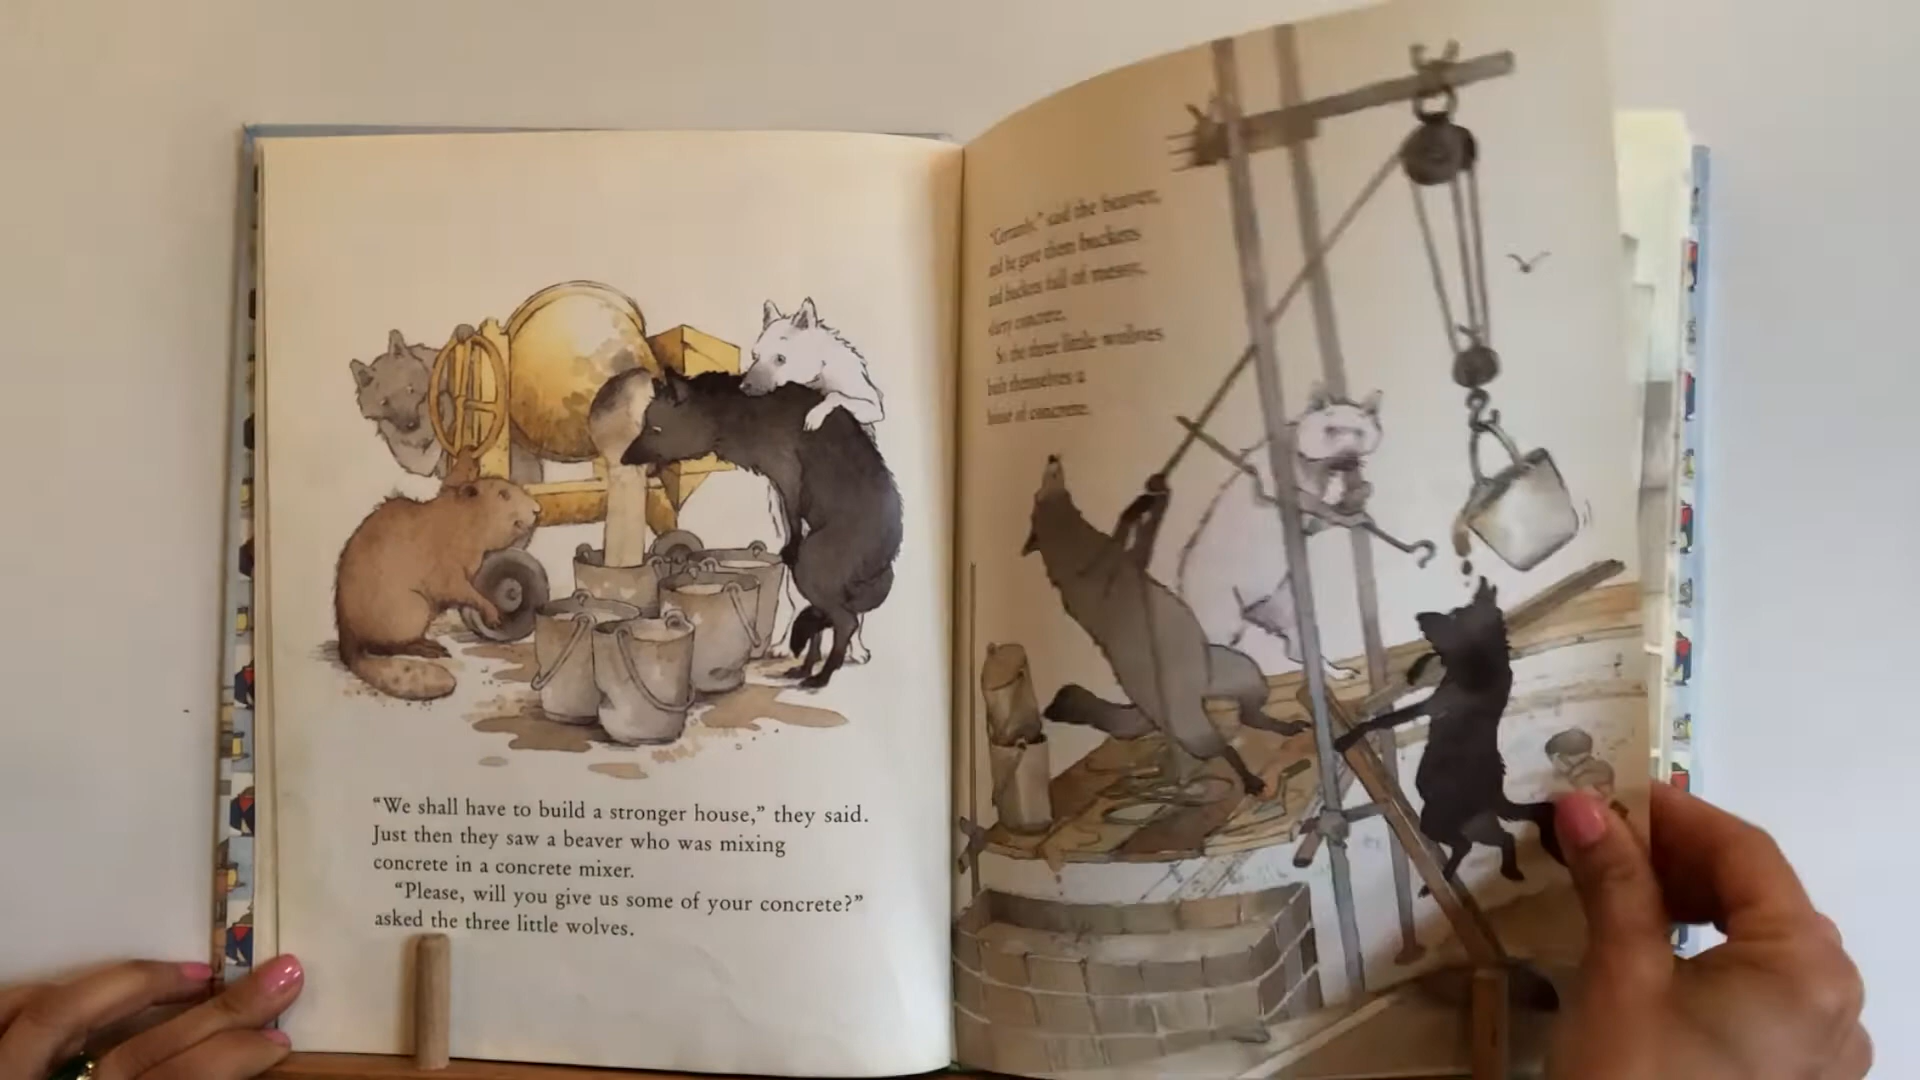 “We shall have to build a stronger house,” they said.
Just then they saw a beaver who was mixing
concrete in a concrete mixer.
“Please, will you give us some of your concrete?”
asked the three little wolves.
“Certainly,” said the beaver,
and he gave them buckets
and buckets full of messy,
slurry concrete.
So the three little wolves
built themselves a
house of concrete.